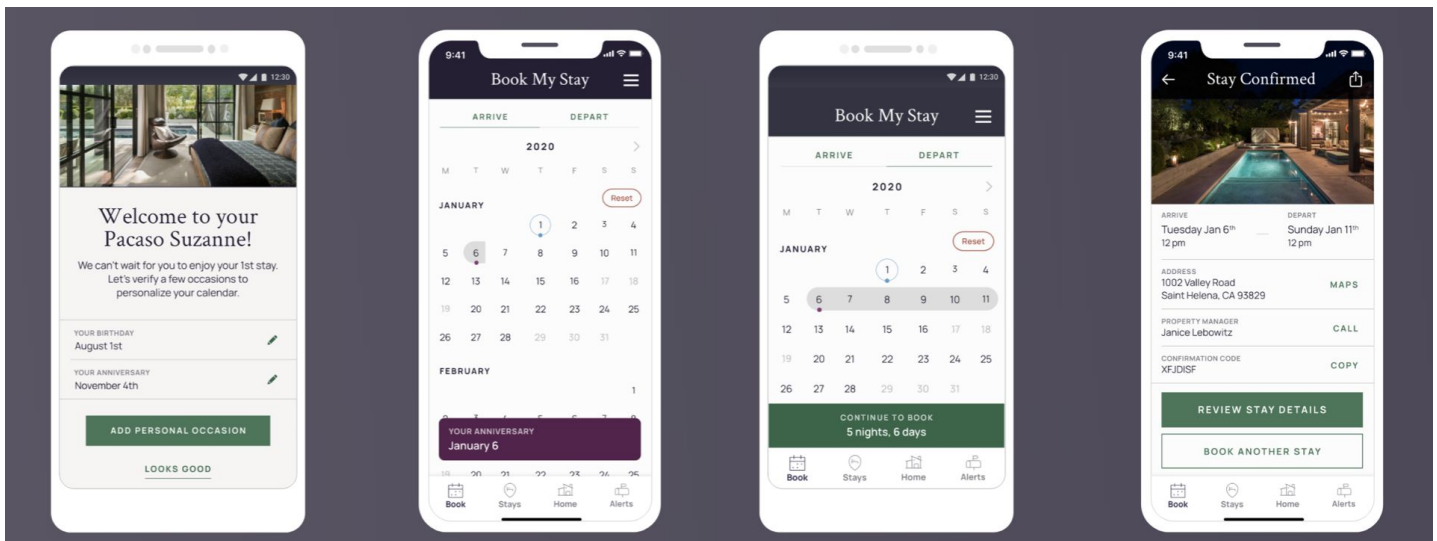 12:30
Welcome to your
Pacaso Suzanne!
We can't wait for you to enjoy your 1st stay.
Let's verify a few occasions to
personalize your calendar.
YOUR BIRTHDAY
August 1st
YOUR ANNIVERSARY
November 4th
ADD PERSONAL OCCASION
LOOKS GOOD
9:41
Book My Stay
ARRIVE DEPART
2020
M T W T F S S
Reset
JANUARY
1 2 3 4
5 6 7 8 9 10 11
12 13 14 15 16 17 18
19 20 21 22 23 24 25
26 27 28 29 30 31
FEBRUARY
1
YOUR ANNIVERSARY
January 6
19 20 21 22 23 24 25
Book Stays Home Alerts
12:30
Book My Stay
ARRIVE DEPART
2020
M T W T F S S
Reset
JANUARY
1 2 3 4
5 6 7 8 9 10 11
12 13 14 15 16 17 18
19 20 21 22 23 24 25
26 27 28 29 30 31
CONTINUE TO BOOK
5 nights, 6 days
Book Stays Home Alerts
9:41
Stay Confirmed
ARRIVE DEPART
Tuesday Jan 6th — Sunday Jan 11th
12 pm 12 pm
ADDRESS
1002 Valley Road
MAPS
Saint Helena, CA 93829
PROPERTY MANAGER
Janice Lebowitz CALL
CONFIRMATION CODE
XFJDISF COPY
REVIEW STAY DETAILS
BOOK ANOTHER STAY
Book Stays Home Alerts